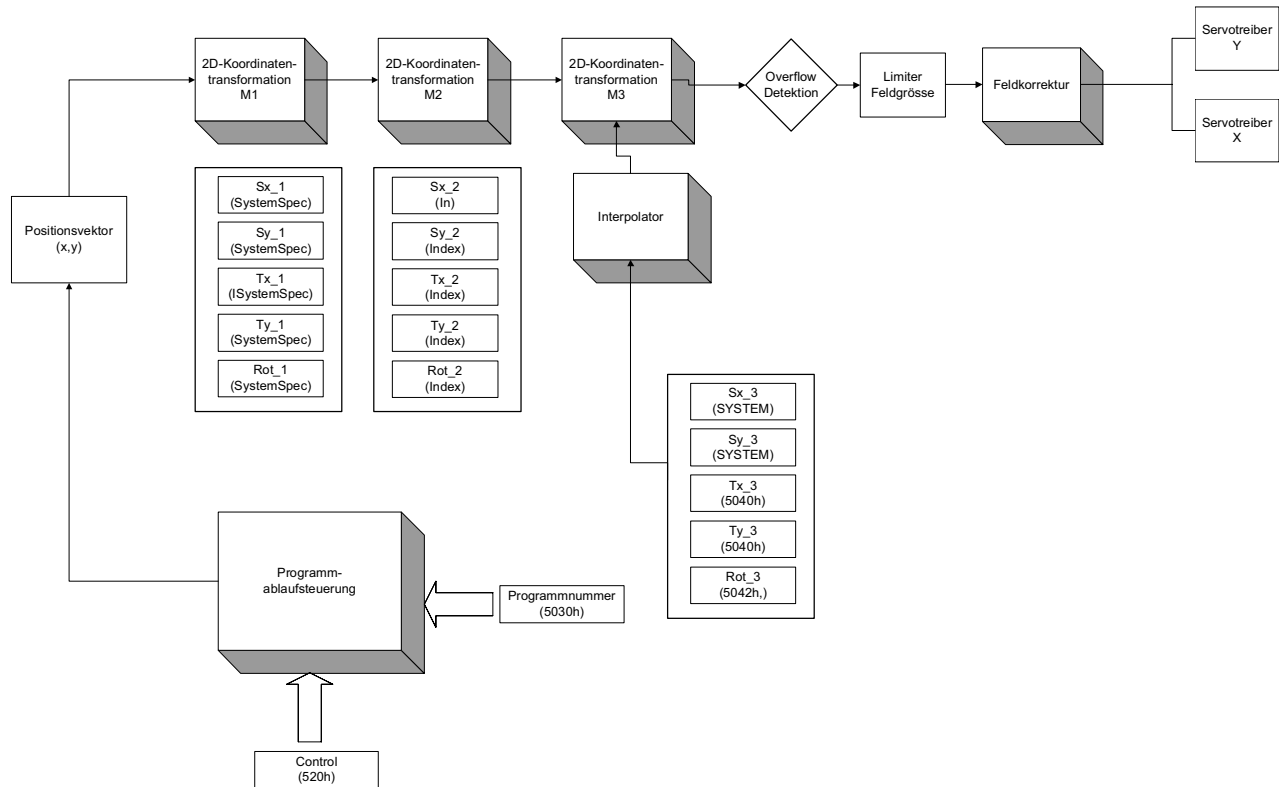 2D-Koordinaten-
transformation
M1
2D-Koordinaten-
transformation
M2
2D-Koordinaten-
transformation
M3
Overflow
Detektion
Limiter
Feldgrösse
Feldkorrektur
Servotreiber
Y
Servotreiber
X
Positionsvektor
(x,y)
Sx_1
(SystemSpec)
Sy_1
(SystemSpec)
Tx_1
(ISystemSpec)
Ty_1
(SystemSpec)
Rot_1
(SystemSpec)
Sx_2
(In)
Sy_2
(Index)
Tx_2
(Index)
Ty_2
(Index)
Rot_2
(Index)
Interpolator
Sx_3
(SYSTEM)
Sy_3
(SYSTEM)
Tx_3
(5040h)
Ty_3
(5040h)
Rot_3
(5042h,)
Programm-
ablaufsteuerung
Programmnummer
(5030h)
Control
(520h)